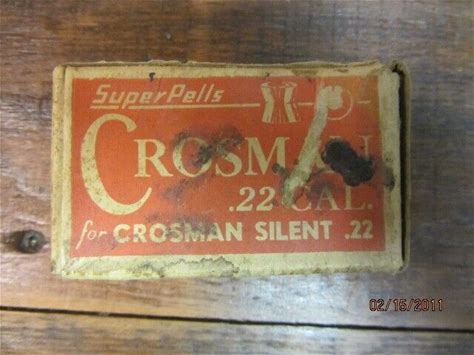 SuperPells
CROSMAN
.22 CAL.
for CROSMAN SILENT .22
02/15/2011